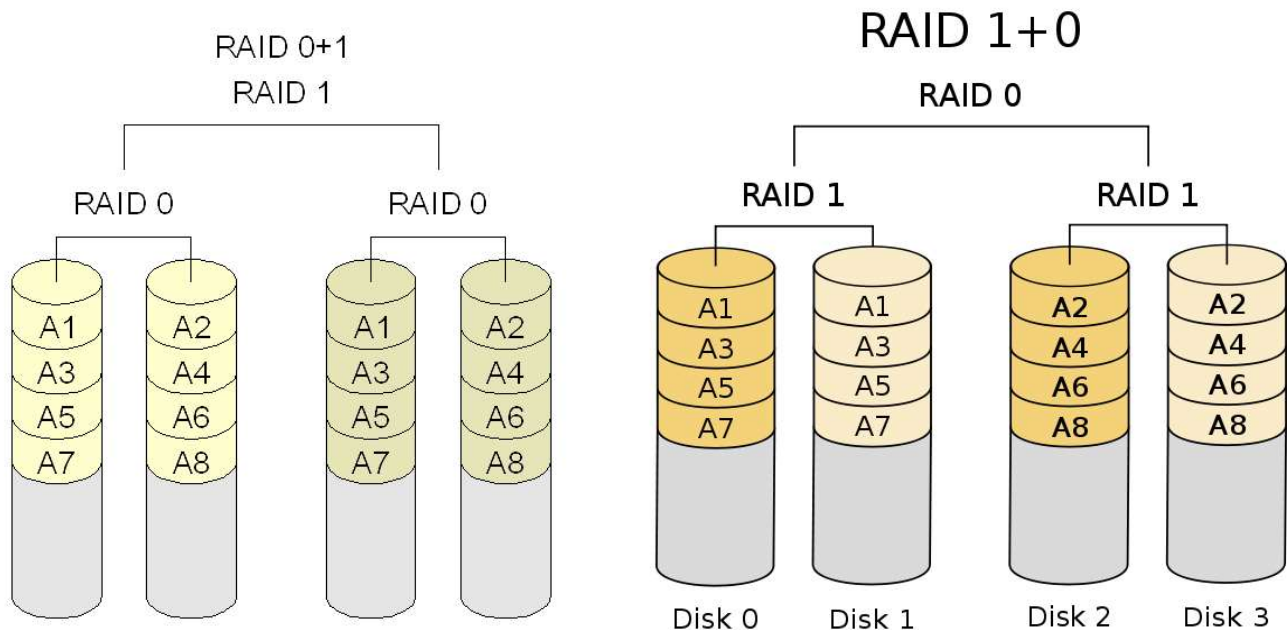 RAID 0+1
RAID 1
RAID 0
RAID 0
A1
A3
A5
A7
A2
A4
A6
A8
A1
A3
A5
A7
A2
A4
A6
A8
RAID 1+0
RAID 0
RAID 1
RAID 1
A1
A3
A5
A7
Disk 0
A1
A3
A5
A7
Disk 1
A2
A4
A6
A8
Disk 2
A2
A4
A6
A8
Disk 3